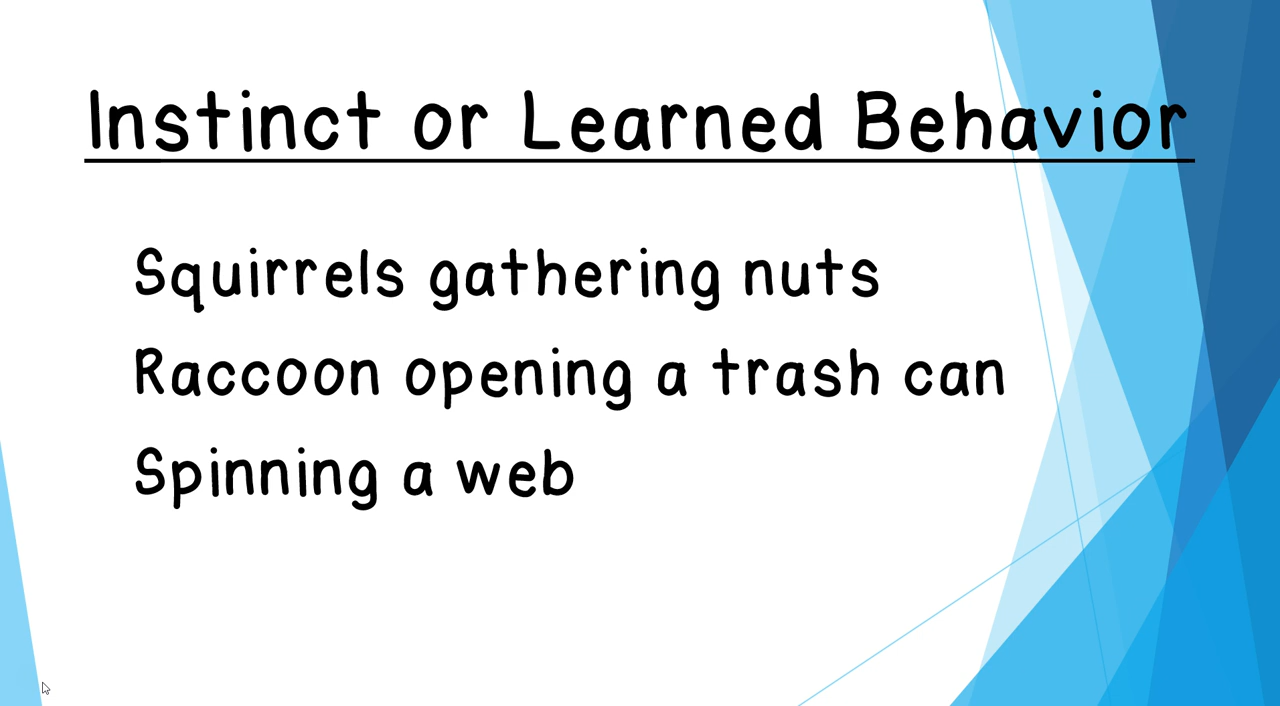 Instinct or Learned Behavior
Squirrels gathering nuts
Raccoon opening a trash can
Spinning a web